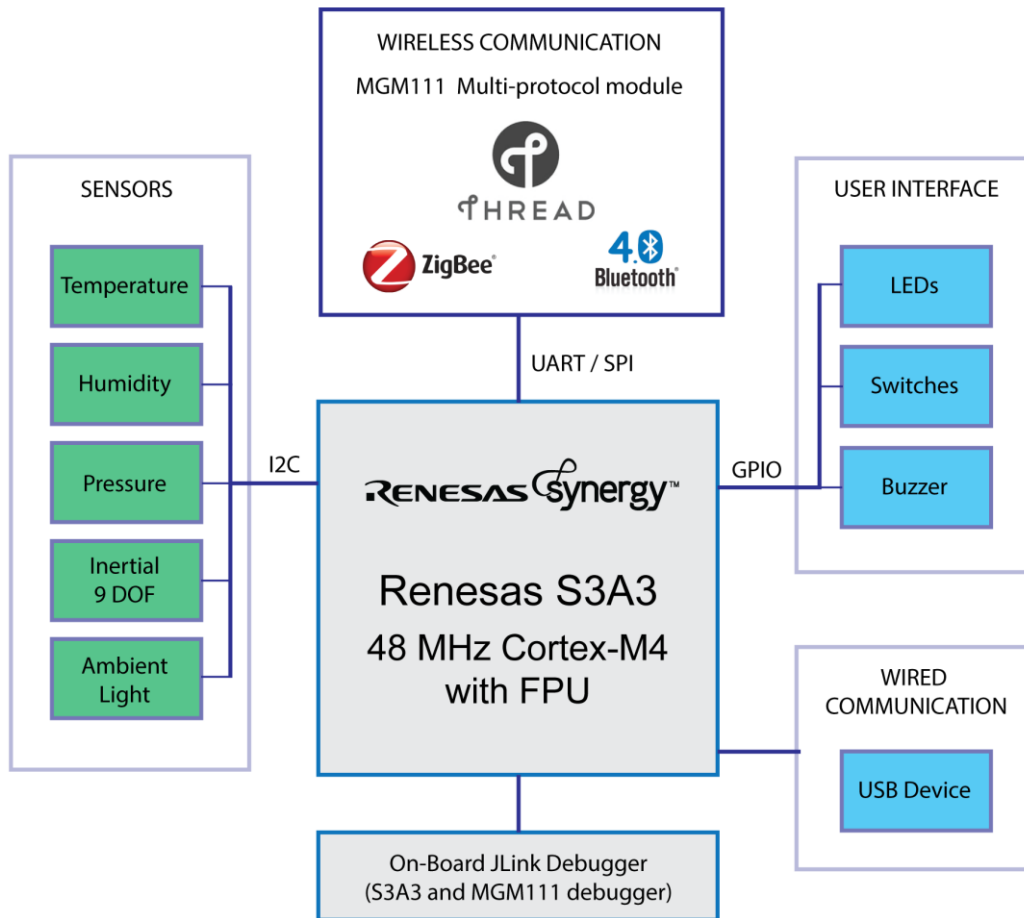 WIRELESS COMMUNICATION
MGM111 Multi-protocol module
THREAD
ZigBee®
4.0
Bluetooth®
SENSORS
Temperature
Humidity
Pressure
Inertial
9 DOF
Ambient
Light
I2C
UART / SPI
RENESAS synergy™
Renesas S3A3
48 MHz Cortex-M4
with FPU
GPIO
USER INTERFACE
LEDs
Switches
Buzzer
WIRED
COMMUNICATION
USB Device
On-Board JLink Debugger
(S3A3 and MGM111 debugger)